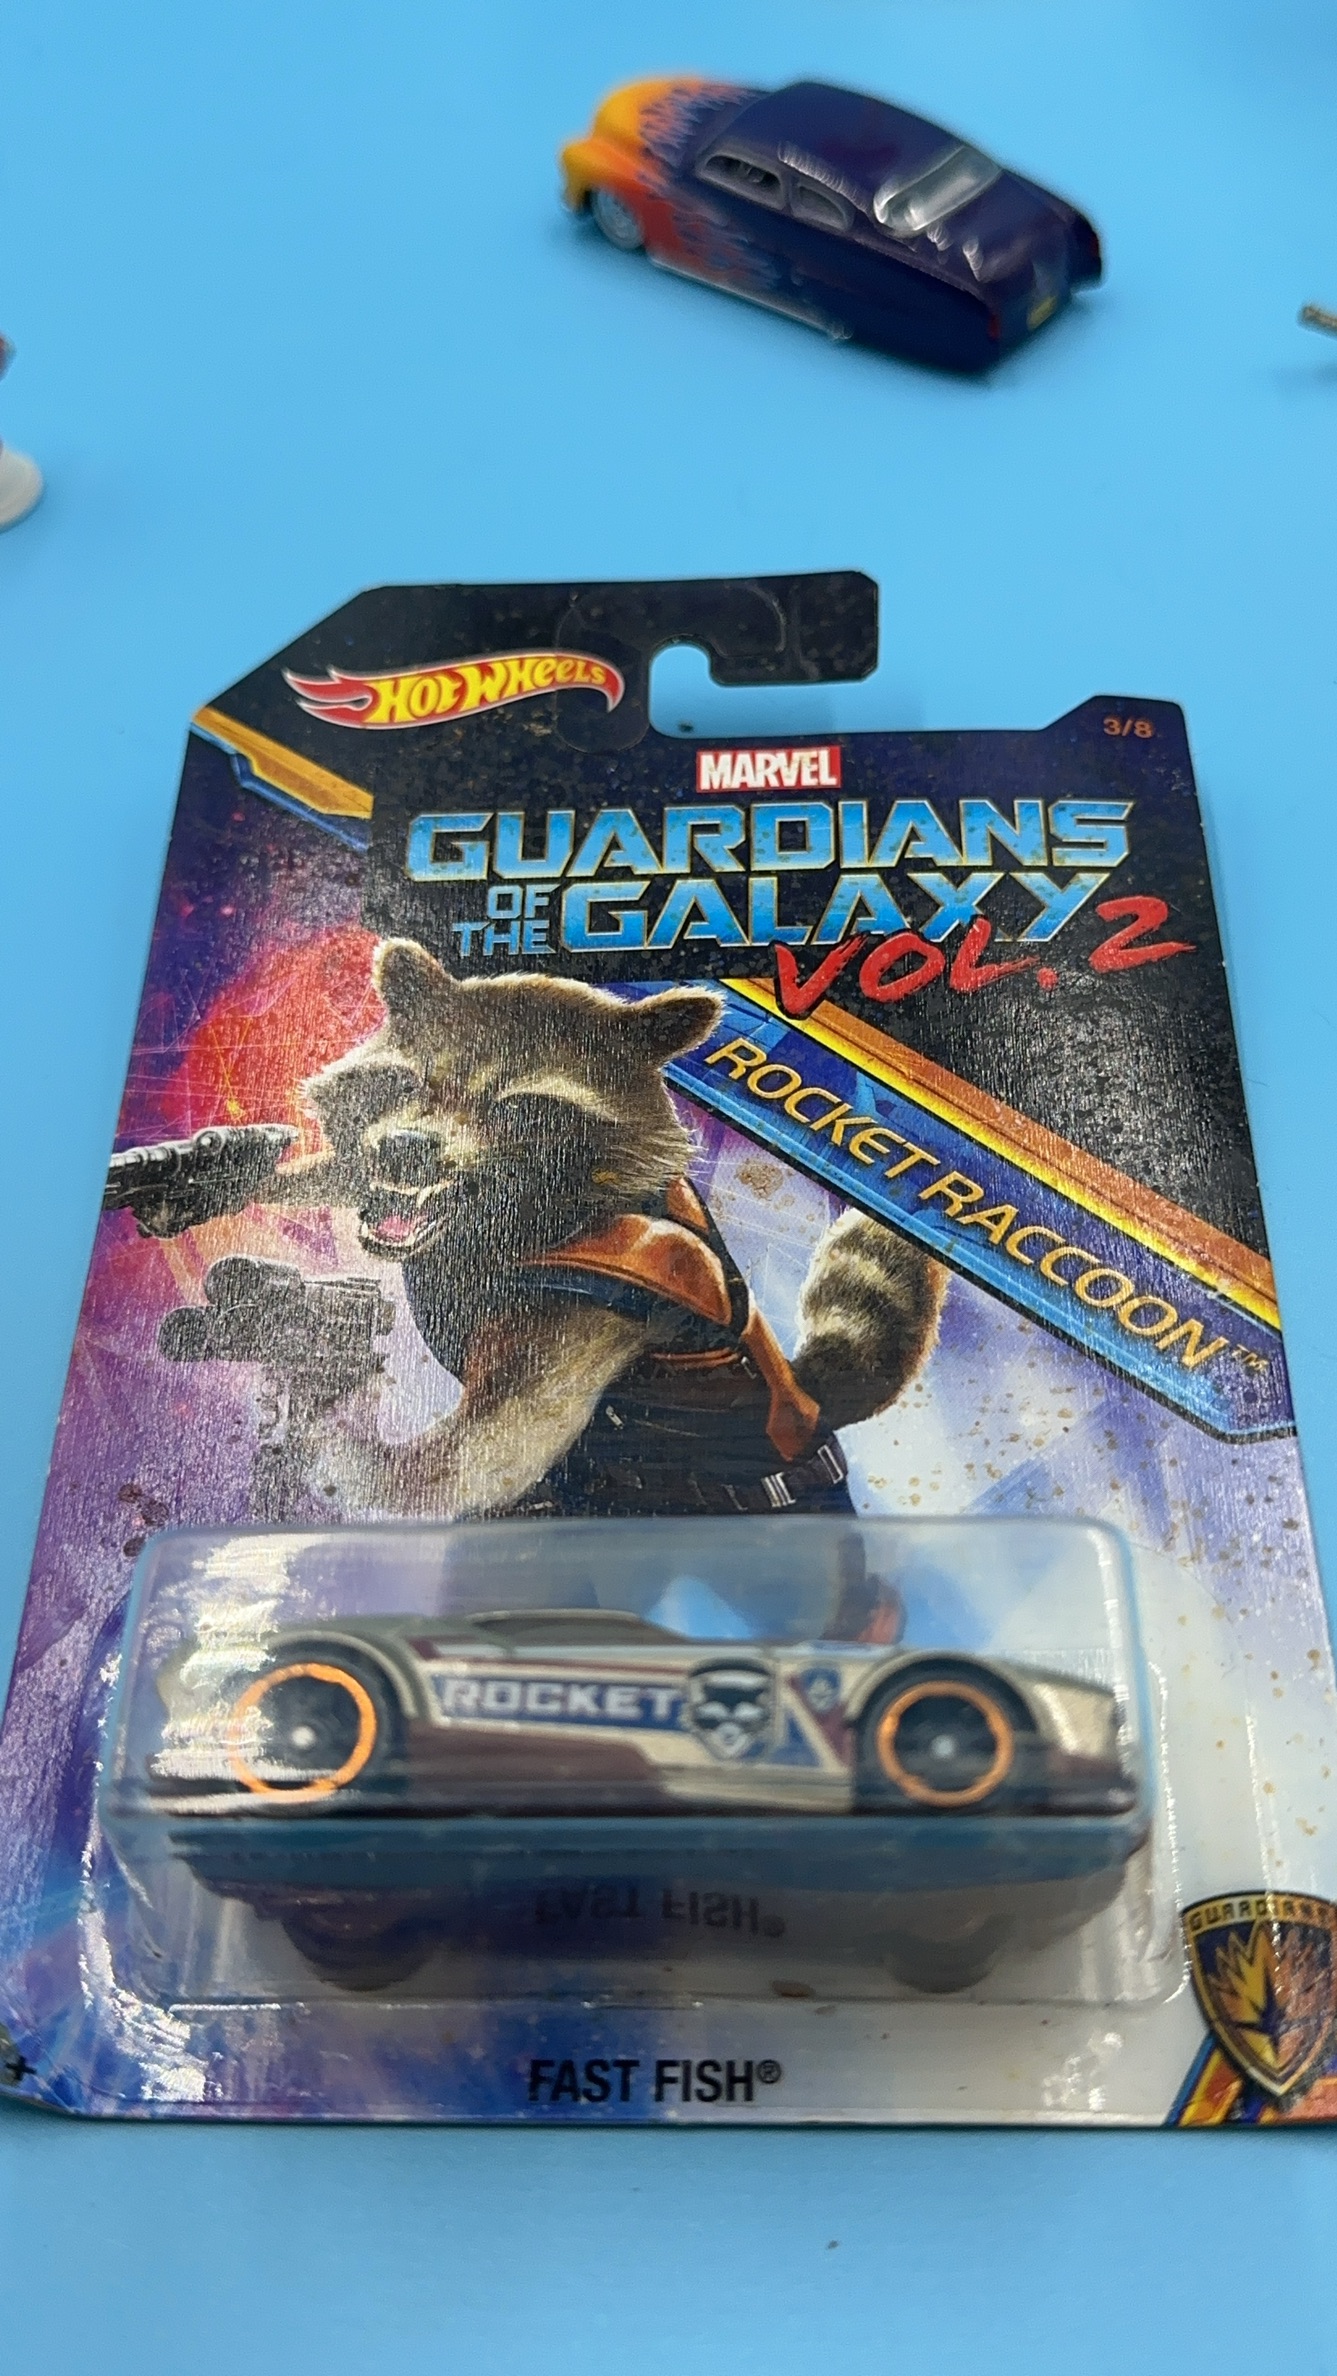 HOT WHEELS
3/8
MARVEL
GUARDIANS
OF THE GALAXY
VOL. 2
ROCKET RACCOON™
ROCKET
FAST FISH®
GUARDIANS
FAST FISH®